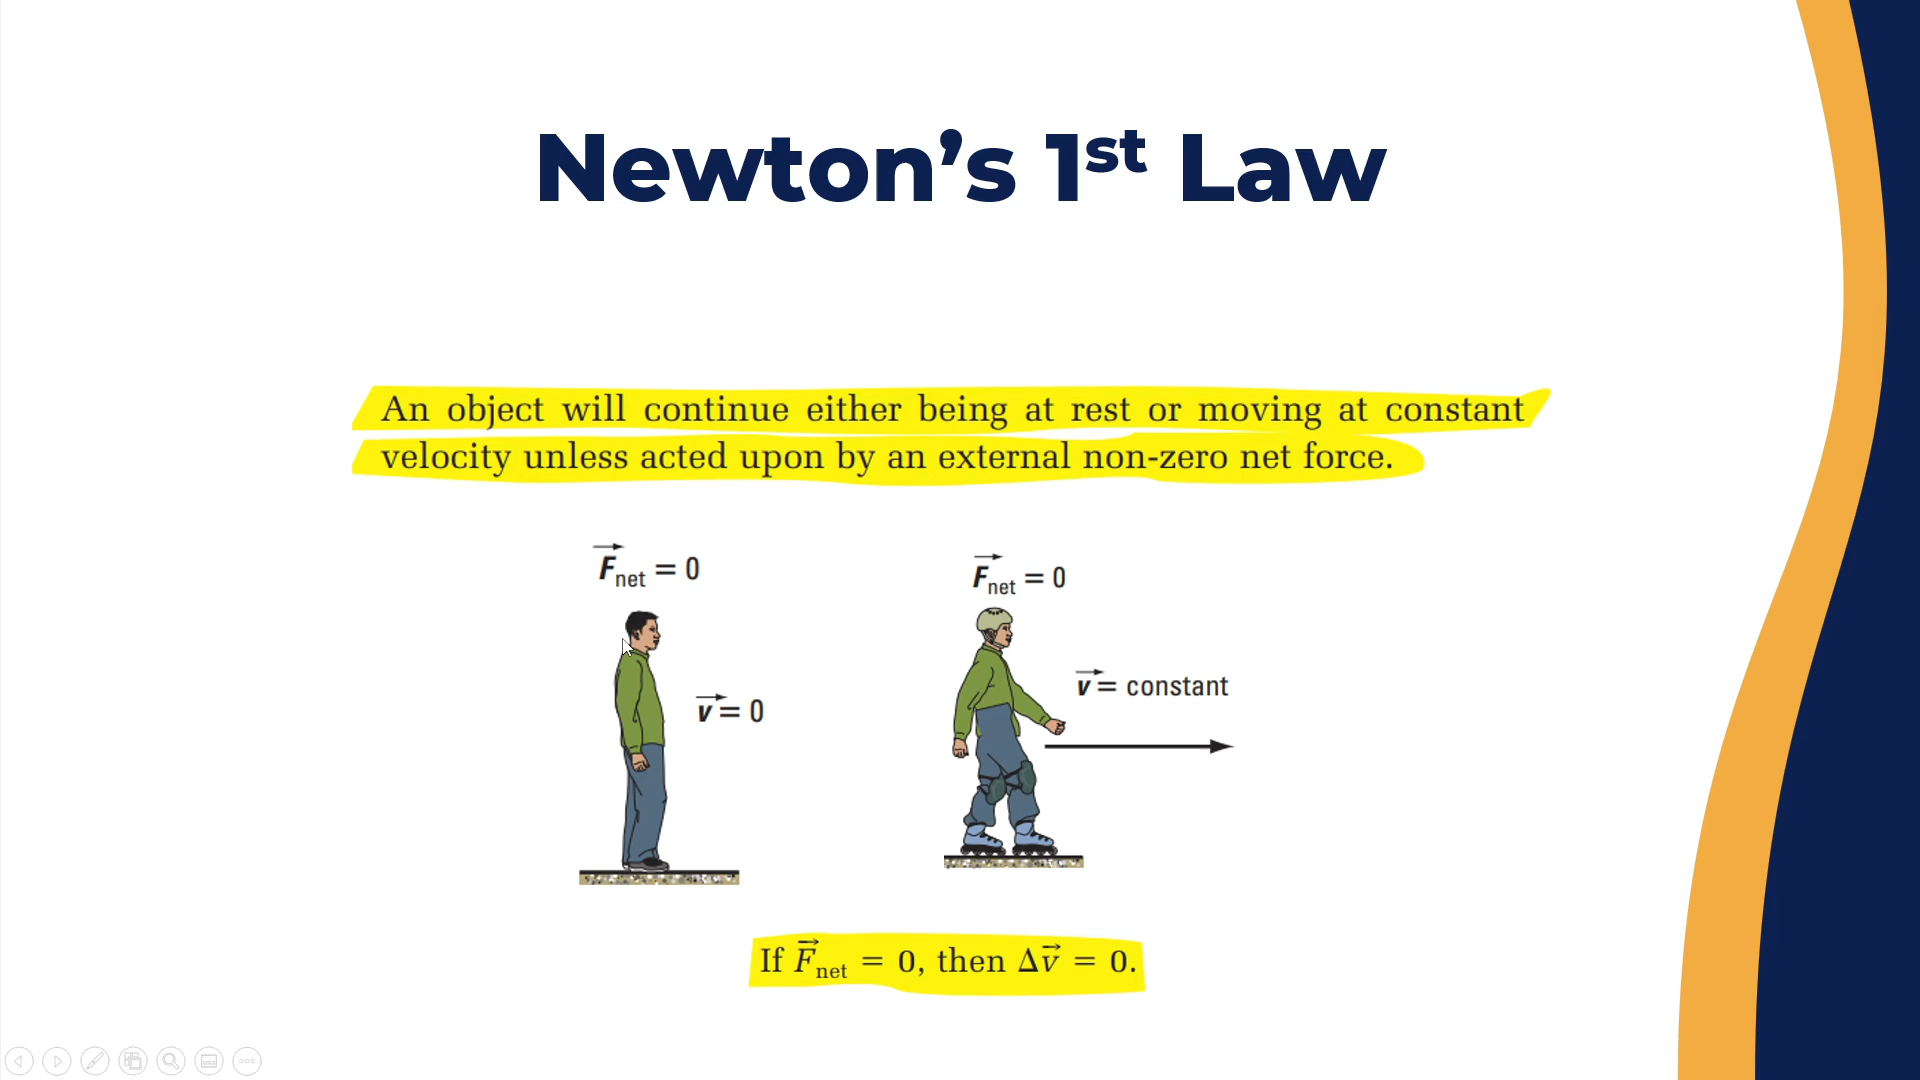 Newton’s 1st Law
An object will continue either being at rest or moving at constant
velocity unless acted upon by an external non-zero net force.
F⃗net = 0
F⃗net = 0
v⃗ = 0
v⃗ = constant
If F⃗net = 0, then Δv⃗ = 0.